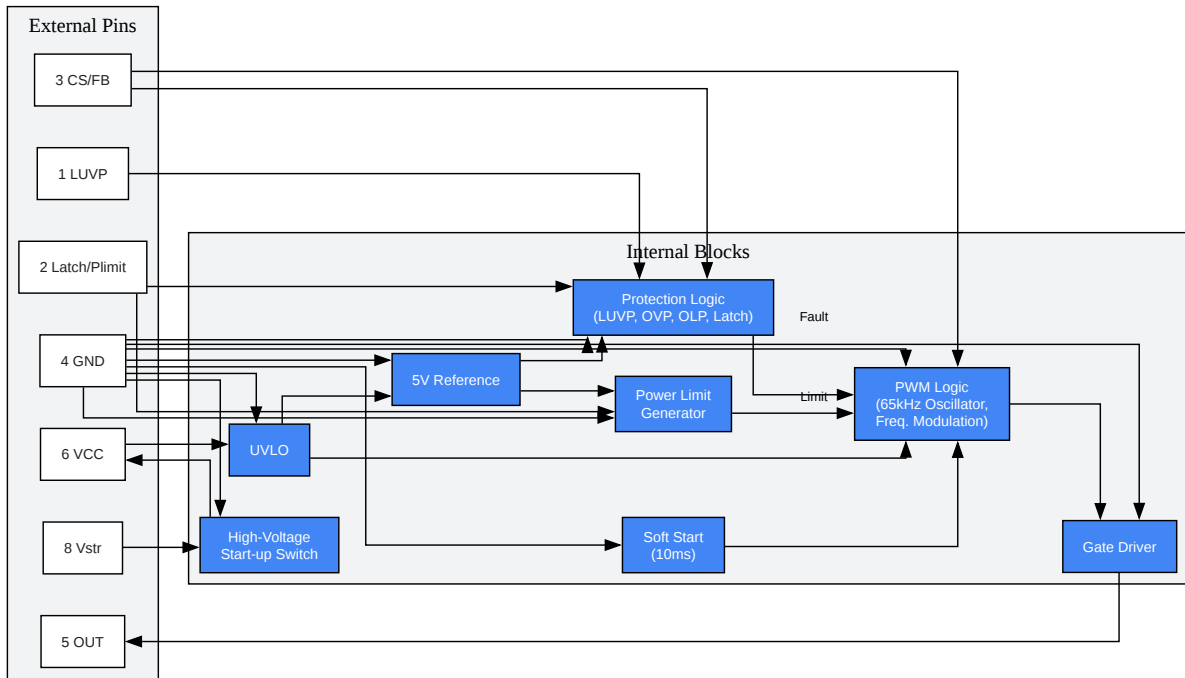 External Pins
3 CS/FB
1 LUVP
2 Latch/Plimit
4 GND
6 VCC
8 Vstr
5 OUT
Internal Blocks
Protection Logic
(LUVP, OVP, OLP, Latch)
Fault
5V Reference
Power Limit
Generator
Limit
PWM Logic
(65kHz Oscillator,
Freq. Modulation)
UVLO
High-Voltage
Start-up Switch
Soft Start
(10ms)
Gate Driver